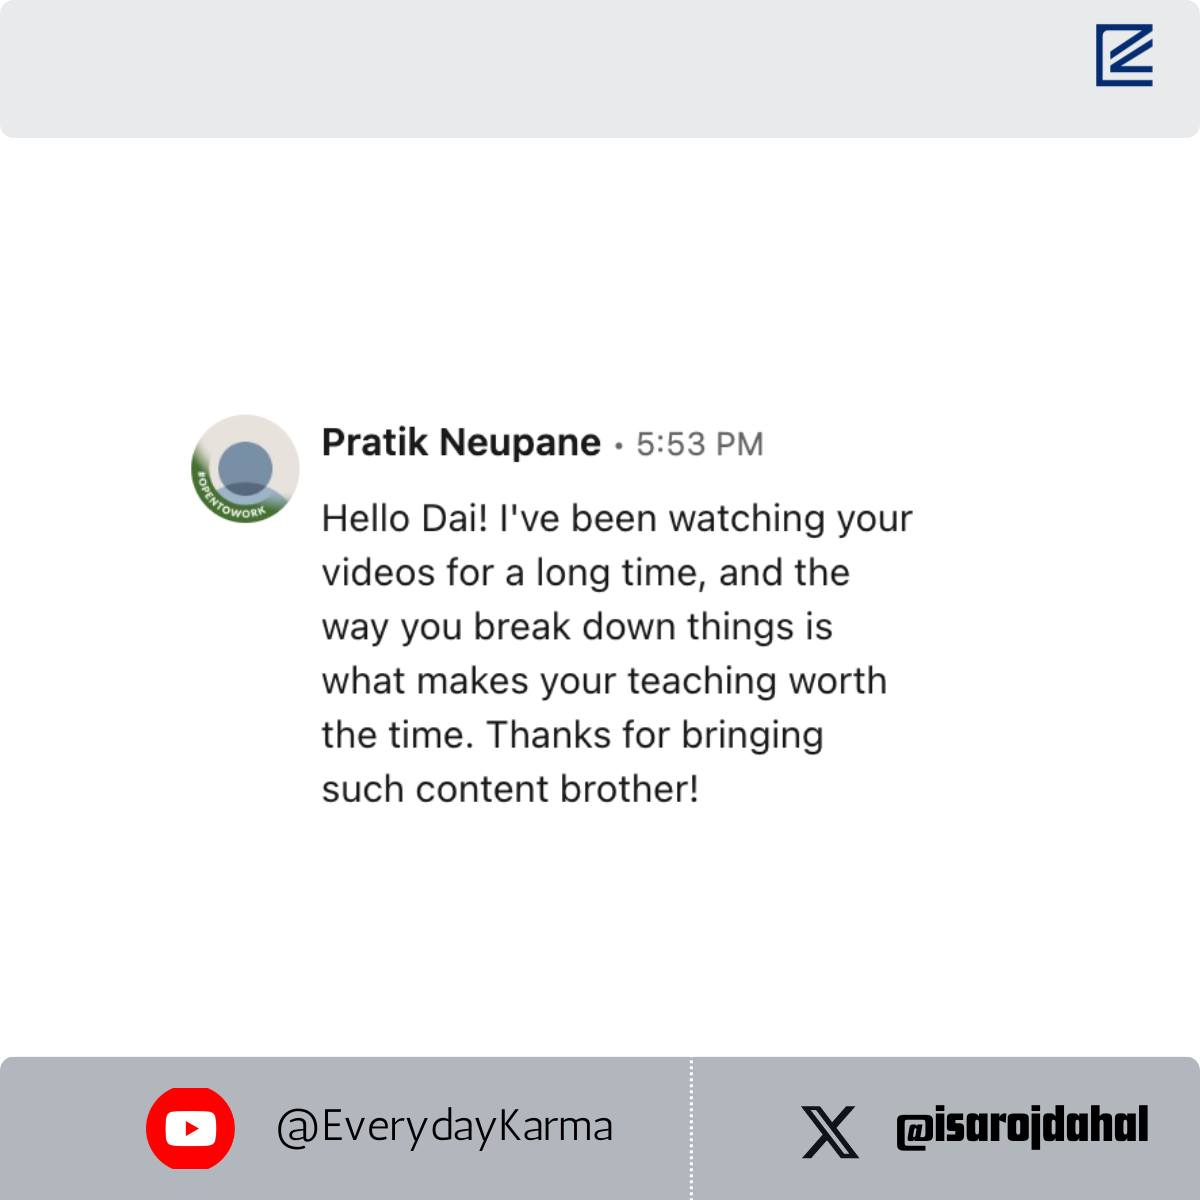 Pratik Neupane • 5:53 PM
#OPENTOWORK
Hello Dai! I've been watching your
videos for a long time, and the
way you break down things is
what makes your teaching worth
the time. Thanks for bringing
such content brother!
@EverydayKarma
@isarojdahal